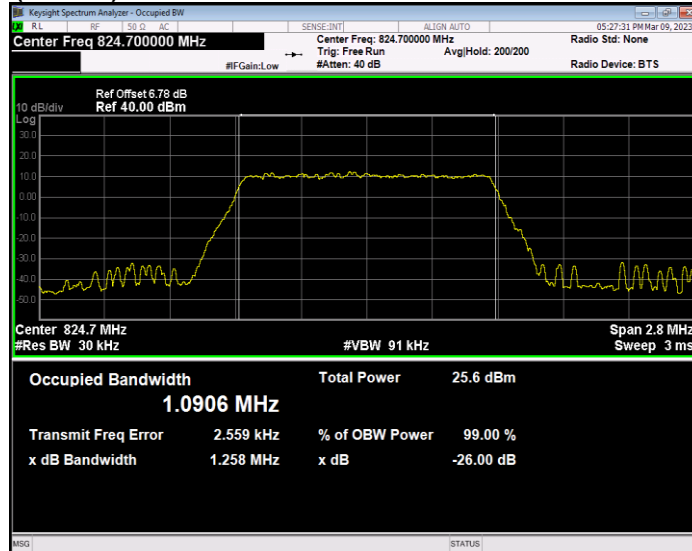 Keysight Spectrum Analyzer - Occupied BW
RL RF 50 Ω AC SENSE:INT ALIGN AUTO 05:27:31 PM Mar 09, 2023
Center Freq 824.700000 MHz
Center Freq: 824.700000 MHz
Radio Std: None
Trig: Free Run Avg|Hold: 200/200
#IFGain:Low #Atten: 40 dB Radio Device: BTS
Ref Offset 6.78 dB
10 dB/div Ref 40.00 dBm
Log
30.0
20.0
10.0
0.00
-10.0
-20.0
-30.0
-40.0
-50.0
Center 824.7 MHz Span 2.8 MHz
#Res BW 30 kHz #VBW 91 kHz Sweep 3 ms
Occupied Bandwidth Total Power 25.6 dBm
1.0906 MHz
Transmit Freq Error 2.559 kHz % of OBW Power 99.00 %
x dB Bandwidth 1.258 MHz x dB -26.00 dB
MSG STATUS